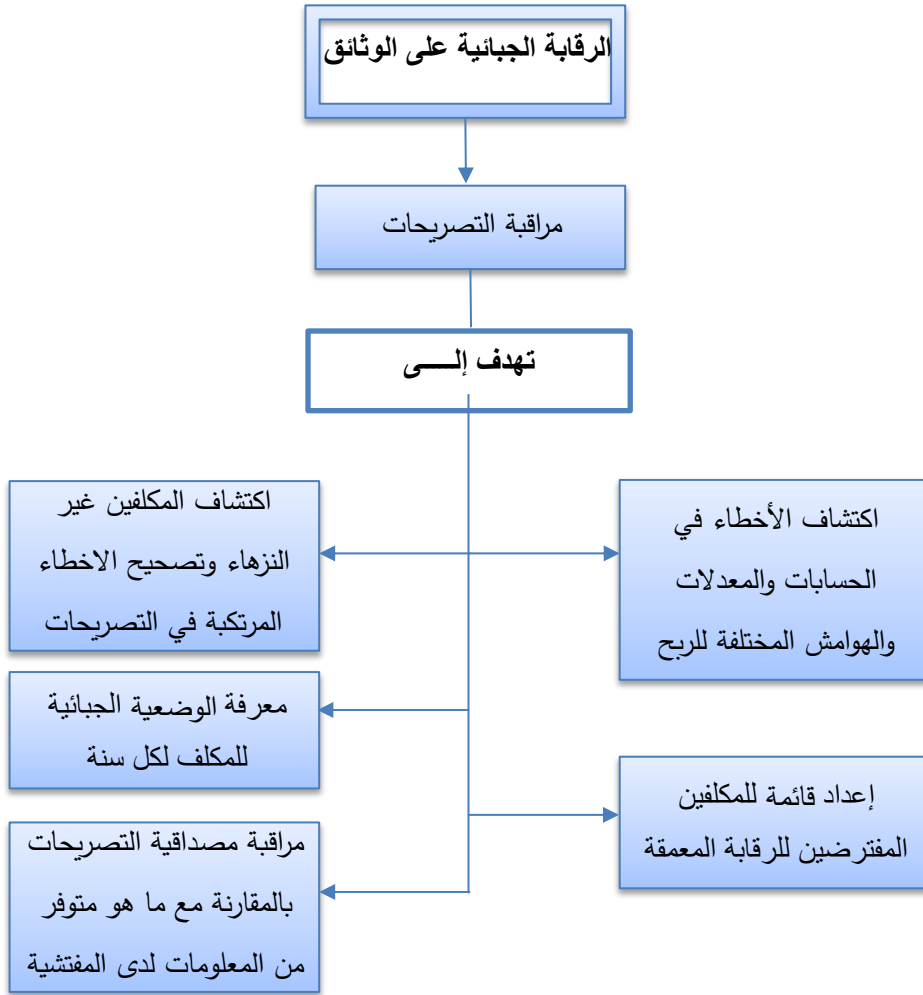 الرقابة الجبائية على الوثائق
مراقبة التصريحات
تهدف إلـــــى
اكتشاف الأخطاء في
الحسابات والمعدلات
والهوامش المختلفة للربح
اكتشاف المكلفين غير
النزهاء وتصحيح الاخطاء
المرتكبة في التصريحات
معرفة الوضعية الجبائية
للمكلف لكل سنة
إعداد قائمة للمكلفين
المفترضين للرقابة المعمقة
مراقبة مصداقية التصريحات
بالمقارنة مع ما هو متوفر
من المعلومات لدى المفتشية